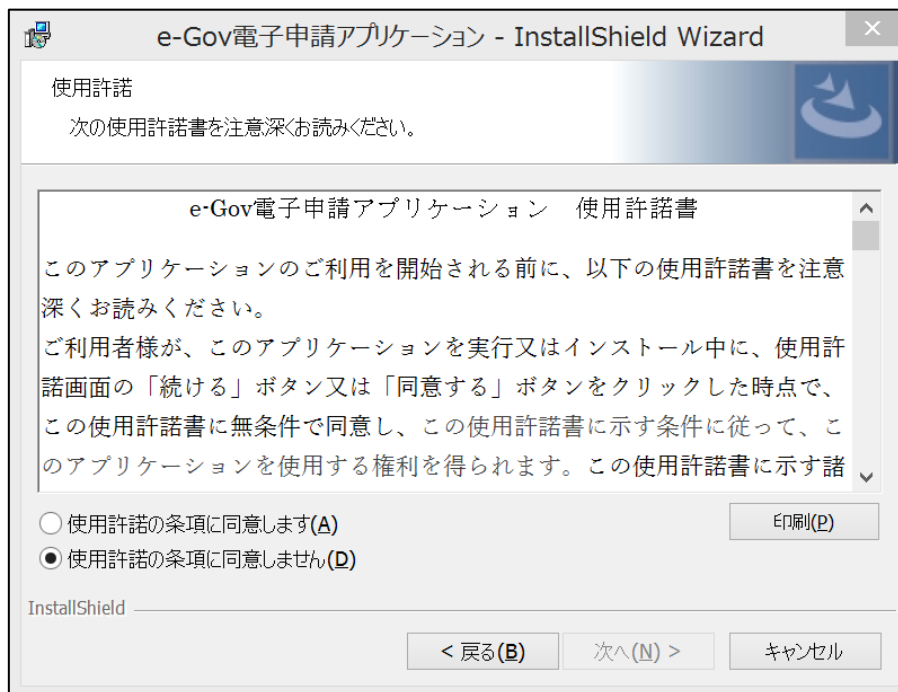 e-Gov電子申請アプリケーション - InstallShield Wizard
使用許諾
次の使用許諾書を注意深くお読みください。
e-Gov電子申請アプリケーション　使用許諾書
このアプリケーションのご利用を開始される前に、以下の使用許諾書を注意
深くお読みください。
ご利用者様が、このアプリケーションを実行又はインストール中に、使用許
諾画面の「続ける」ボタン又は「同意する」ボタンをクリックした時点で、
この使用許諾書に無条件で同意し、この使用許諾書に示す条件に従って、こ
のアプリケーションを使用する権利を得られます。この使用許諾書に示す諸
使用許諾の条項に同意します(A)
印刷(P)
使用許諾の条項に同意しません(D)
InstallShield
< 戻る(B)
次へ(N) >
キャンセル